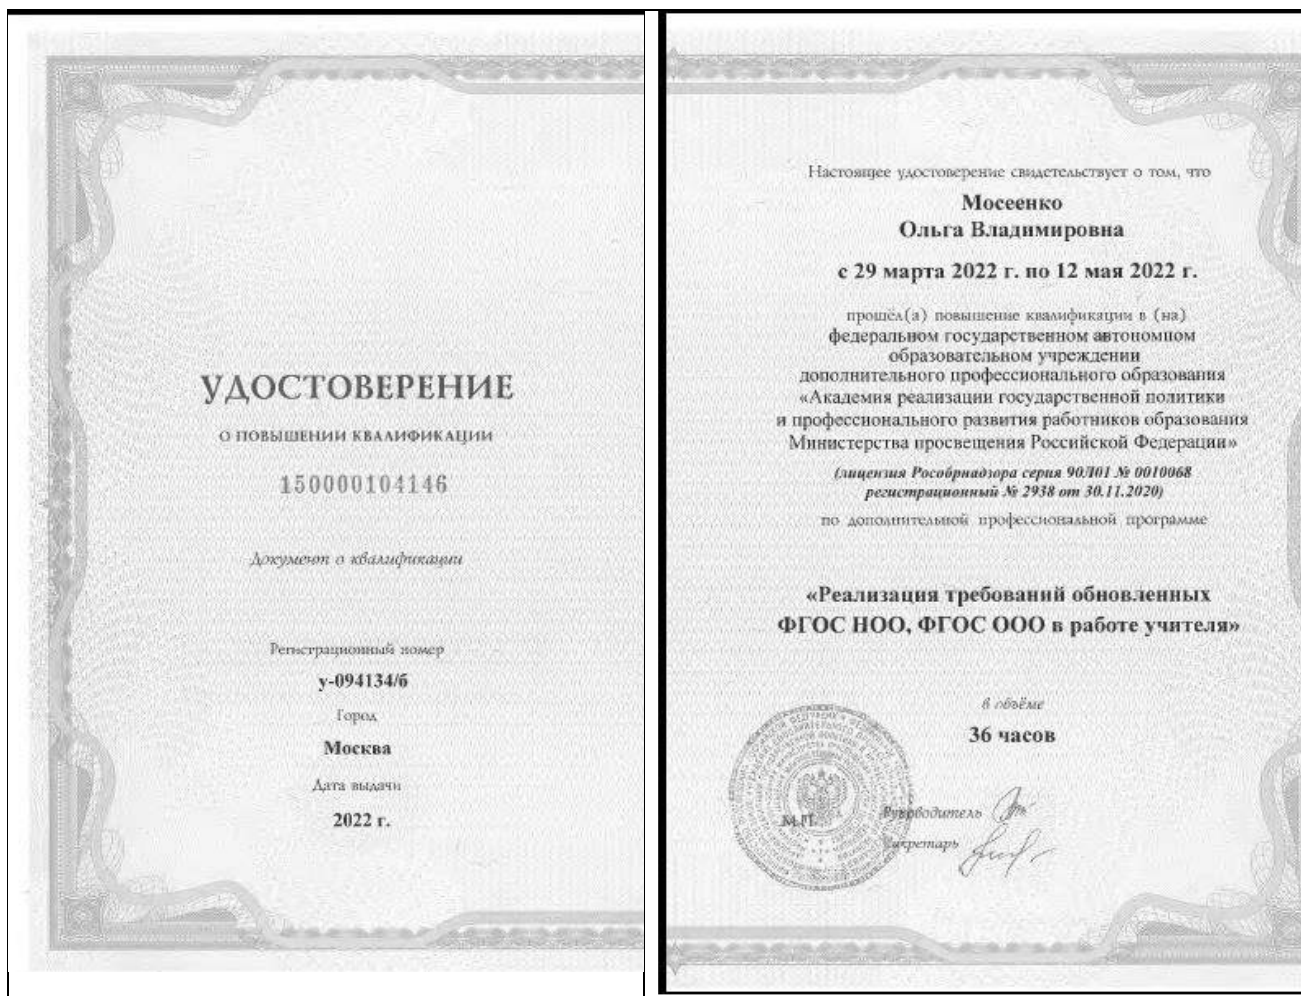 УДОСТОВЕРЕНИЕ
О ПОВЫШЕНИИ КВАЛИФИКАЦИИ
150000104146
Документ о квалификации
Регистрационный номер
у-094134/б
Город
Москва
Дата выдачи
2022 г.
Настоящее удостоверение свидетельствует о том, что
Мосеенко
Ольга Владимировна
с 29 марта 2022 г. по 12 мая 2022 г.
прошёл(а) повышение квалификации в (на)
федеральном государственном автономном
образовательном учреждении
дополнительного профессионального образования
«Академия реализации государственной политики
и профессионального развития работников образования
Министерства просвещения Российской Федерации»
(лицензия Рособрнадзора серия 90Л01 № 0010068
регистрационный № 2938 от 30.11.2020)
по дополнительной профессиональной программе
«Реализация требований обновленных
ФГОС НОО, ФГОС ООО в работе учителя»
в объёме
36 часов
М.П.
Руководитель
Секретарь